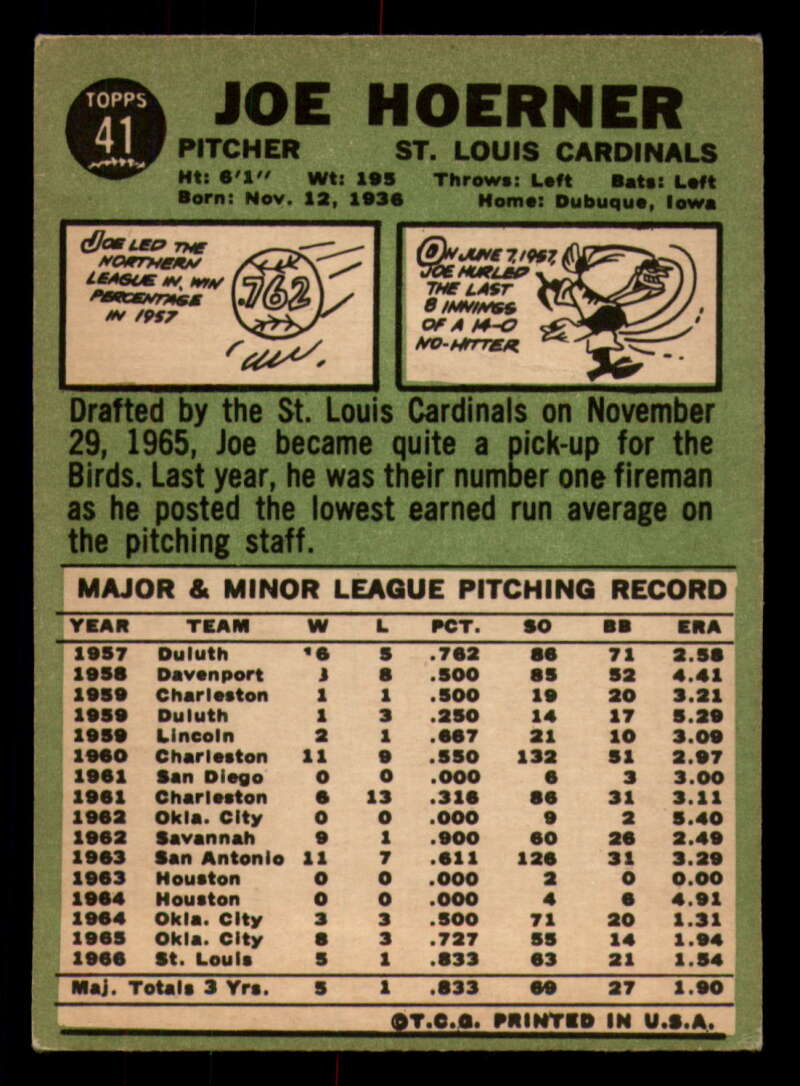 TOPPS
41
JOE HOERNER
PITCHER ST. LOUIS CARDINALS
Ht: 6'1" Wt: 195 Throws: Left Bats: Left
Born: Nov. 12, 1936 Home: Dubuque, Iowa
JOE LED THE
NORTHERN
LEAGUE IN WIN
PERCENTAGE
IN 1957
.762
ON JUNE 7, 1957,
JOE HURLED
THE LAST
8 INNINGS
OF A 14-0
NO-HITTER
Drafted by the St. Louis Cardinals on November
29, 1965, Joe became quite a pick-up for the
Birds. Last year, he was their number one fireman
as he posted the lowest earned run average on
the pitching staff.
MAJOR & MINOR LEAGUE PITCHING RECORD
YEAR TEAM W L PCT. SO BB ERA
1957 Duluth 6 5 .762 86 71 2.58
1958 Davenport 8 .500 85 52 4.41
1959 Charleston 1 1 .500 19 20 3.21
1959 Duluth 1 3 .250 14 17 5.29
1959 Lincoln 2 1 .667 21 10 3.09
1960 Charleston 11 9 .550 132 51 2.97
1961 San Diego 0 0 .000 6 3 3.00
1961 Charleston 6 13 .316 86 31 3.11
1962 Okla. City 0 0 .000 9 2 5.40
1962 Savannah 9 1 .900 60 26 2.49
1963 San Antonio 11 7 .611 126 31 3.29
1963 Houston 0 0 .000 2 0 0.00
1964 Houston 0 0 .000 4 6 4.91
1964 Okla. City 3 3 .500 71 20 1.31
1965 Okla. City 8 3 .727 55 14 1.94
1966 St. Louis 5 1 .833 63 21 1.54
Maj. Totals 3 Yrs. 5 1 .833 69 27 1.90
©T.C.G. PRINTED IN U.S.A.